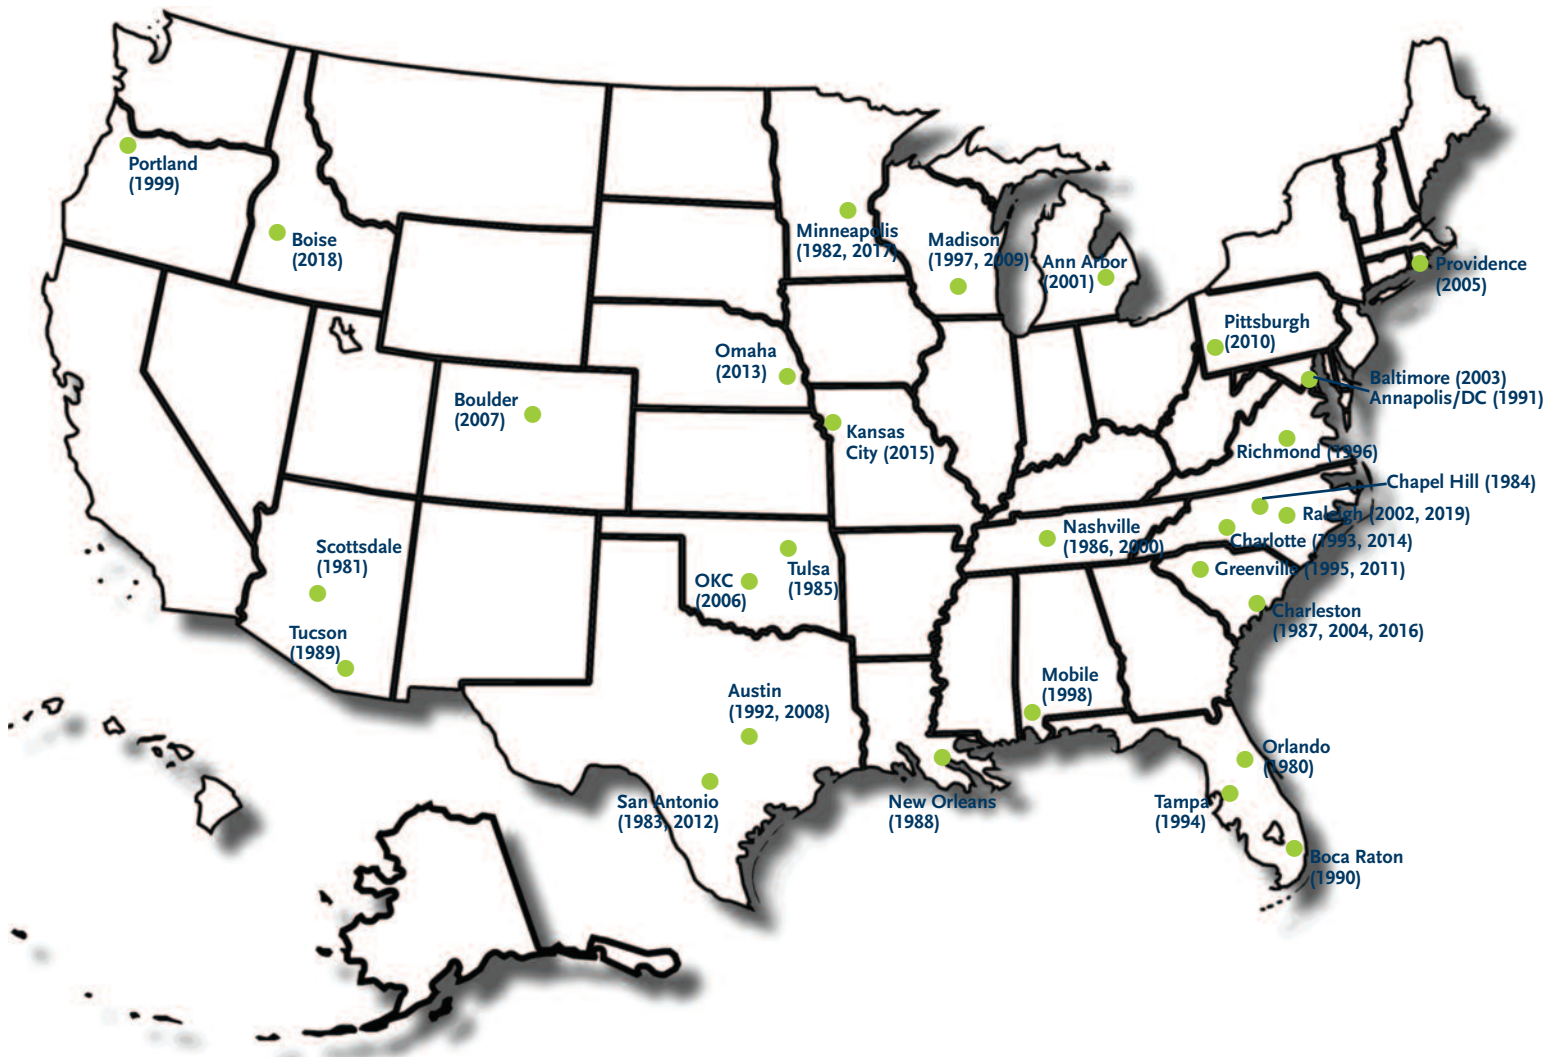 Portland
(1999)
Boise
(2018)
Minneapolis
(1982, 2017)
Madison
(1997, 2009)
Ann Arbor
(2001)
Providence
(2005)
Pittsburgh
(2010)
Omaha
(2013)
Baltimore (2003)
Annapolis/DC (1991)
Boulder
(2007)
Kansas
City (2015)
Richmond (1996)
Chapel Hill (1984)
Raleigh (2002, 2019)
Nashville
(1986, 2000)
Charlotte (1993, 2014)
Scottsdale
(1981)
OKC
(2006)
Tulsa
(1985)
Greenville (1995, 2011)
Charleston
(1987, 2004, 2016)
Tucson
(1989)
Mobile
(1998)
Austin
(1992, 2008)
Orlando
(1980)
San Antonio
(1983, 2012)
New Orleans
(1988)
Tampa
(1994)
Boca Raton
(1990)